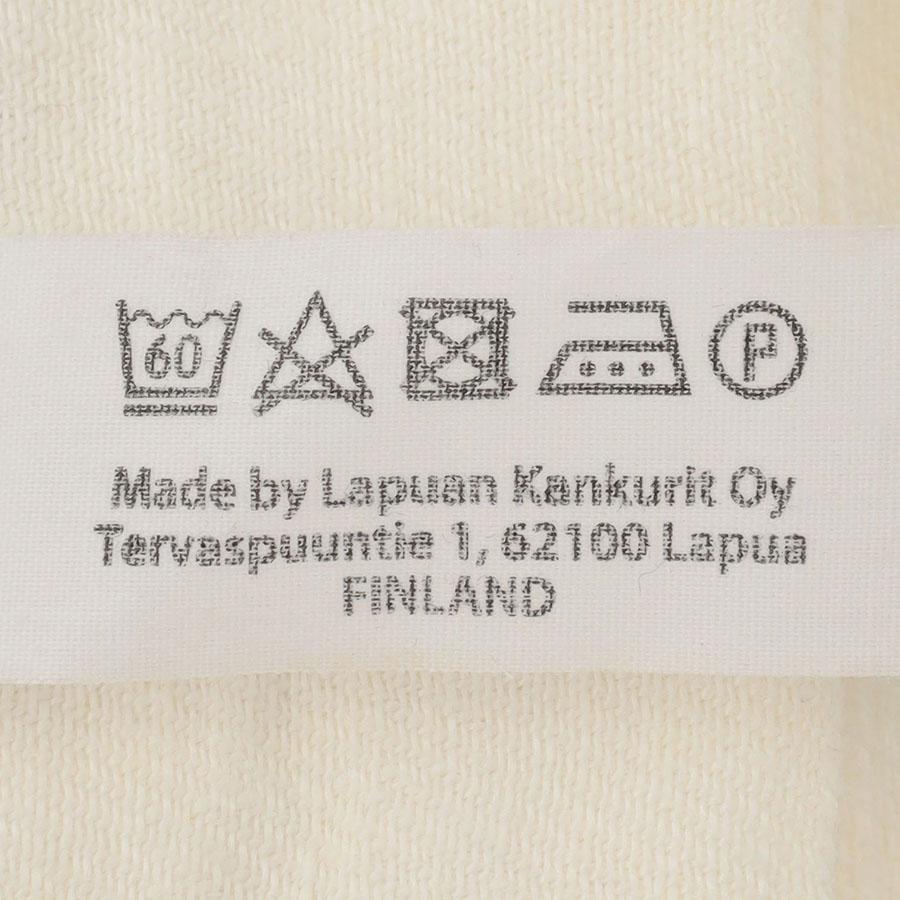 60 P
Made by Lapuan Kankurit Oy
Tervaspuuntie 1, 62100 Lapua
FINLAND